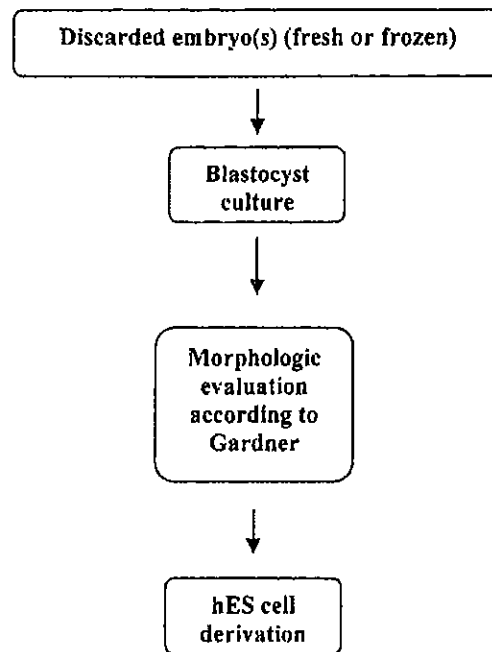 Discarded embryo(s) (fresh or frozen)
Blastocyst
culture
Morphologic
evaluation
according to
Gardner
hES cell
derivation